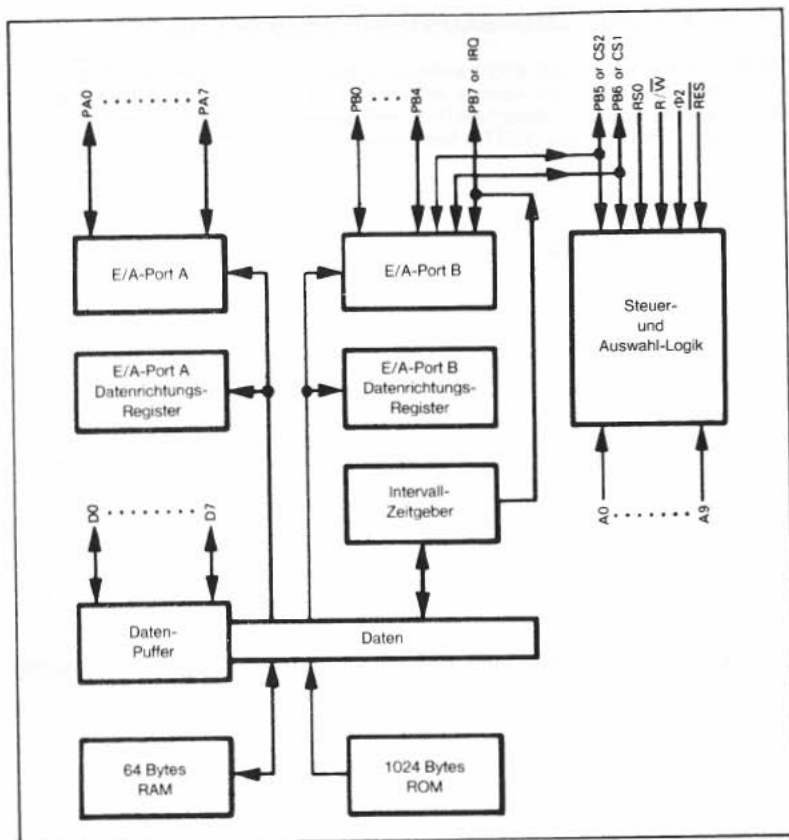 PA0 ........ PA7
PB0 .... PB4
PB7 or IRQ
PB5 or CS2
PB6 or CS1
RS0
R/W̅
Φ2
R̅E̅S̅
E/A-Port A
E/A-Port B
Steuer-
und
Auswahl-Logik
E/A-Port A
Datenrichtungs-
Register
E/A-Port B
Datenrichtungs-
Register
Intervall-
Zeitgeber
A0 ....... A9
D0 ........ D7
Daten-
Puffer
Daten
64 Bytes
RAM
1024 Bytes
ROM